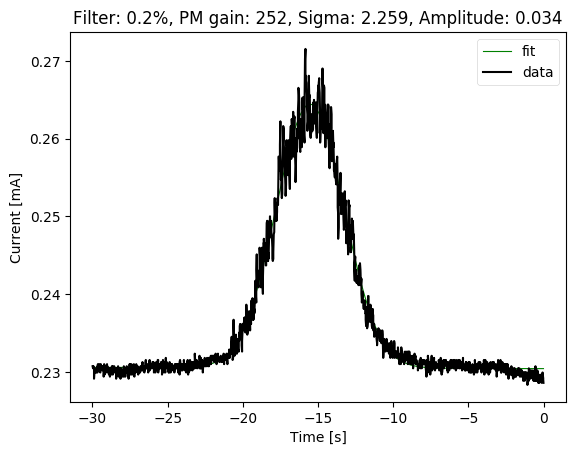 Filter: 0.2%, PM gain: 252, Sigma: 2.259, Amplitude: 0.034
fit
data
0.27
0.26
0.25
0.24
0.23
Current [mA]
−30
−25
−20
−15
−10
−5
0
Time [s]